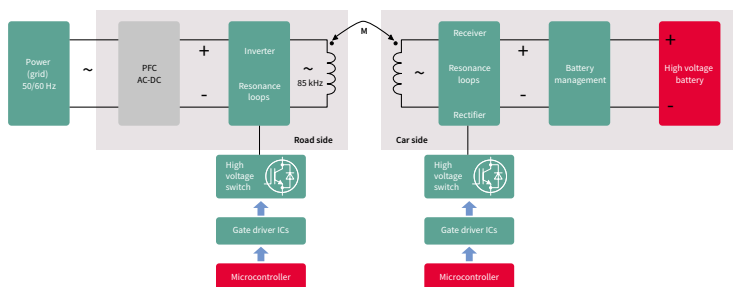 Power
(grid)
50/60 Hz
~
PFC
AC-DC
+
-
Inverter
Resonance
loops
~
85 kHz
Road side
M
Car side
~
Receiver
Resonance
loops
Rectifier
+
-
Battery
management
+
High voltage
battery
-
High
voltage
switch
Gate driver ICs
Microcontroller
High
voltage
switch
Gate driver ICs
Microcontroller